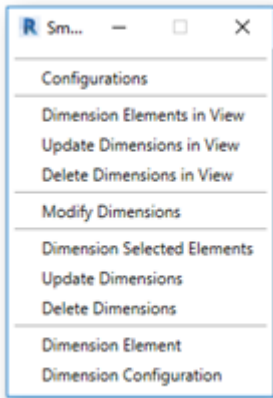 R Sm...
Configurations
Dimension Elements in View
Update Dimensions in View
Delete Dimensions in View
Modify Dimensions
Dimension Selected Elements
Update Dimensions
Delete Dimensions
Dimension Element
Dimension Configuration